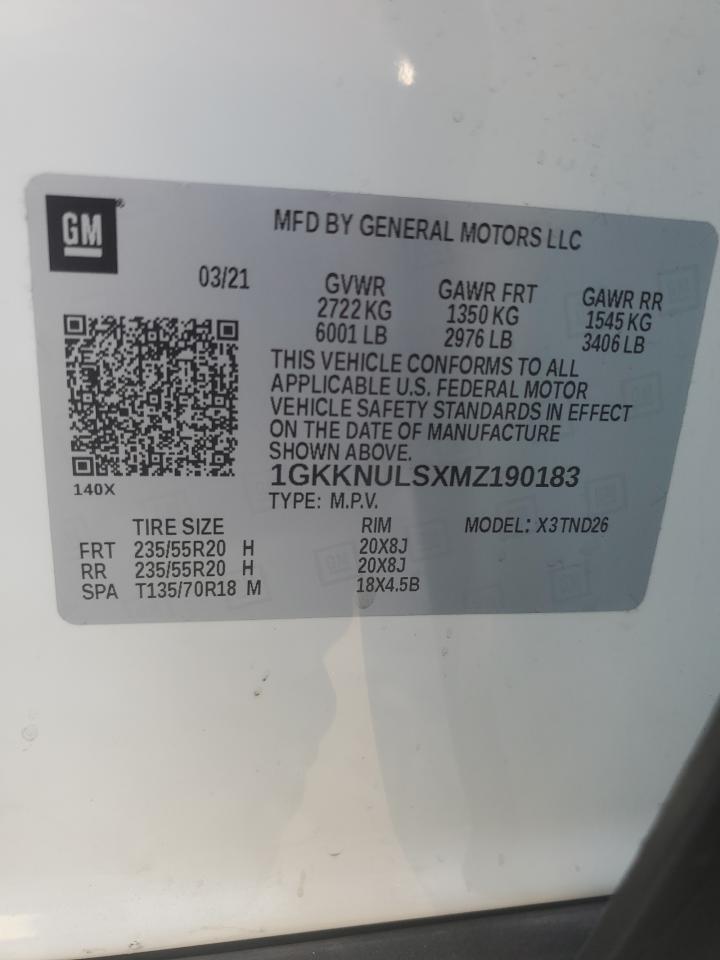 GM
MFD BY GENERAL MOTORS LLC
03/21 GVWR GAWR FRT GAWR RR
2722 KG 1350 KG 1545 KG
6001 LB 2976 LB 3406 LB
THIS VEHICLE CONFORMS TO ALL
APPLICABLE U.S. FEDERAL MOTOR
VEHICLE SAFETY STANDARDS IN EFFECT
ON THE DATE OF MANUFACTURE
SHOWN ABOVE.
1GKKNULSXMZ190183
140X
TYPE: M.P.V.
TIRE SIZE RIM MODEL: X3TND26
FRT 235/55R20 H 20X8J
RR 235/55R20 H 20X8J
SPA T135/70R18 M 18X4.5B